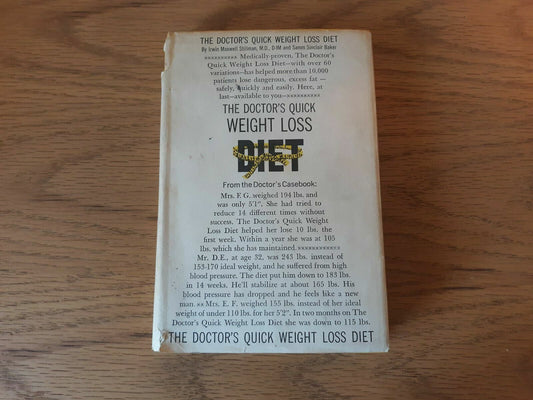 THE DOCTOR'S QUICK WEIGHT LOSS DIET
By Irwin Maxwell Stillman, M.D., D-IM and Samm Sinclair Baker
xxxxxxxxxx Medically-proven, The Doctor's
Quick Weight Loss Diet—with over 60
variations—has helped more than 10,000
patients lose dangerous, excess fat—
safely, quickly and easily. Here, at
last—available to you—xxxxxxxxxx
THE DOCTOR'S QUICK
WEIGHT LOSS
DIET
From the Doctor's Casebook:
Mrs. F. G. weighed 194 lbs. and
was only 5'1". She had tried to
reduce 14 different times without
success. The Doctor's Quick Weight
Loss Diet helped her lose 10 lbs. the
first week. Within a year she was at 105
lbs. which she has maintained. xxxxxxxxxxxx
Mr. D.E., at age 32, was 243 lbs. instead of
153-170 ideal weight, and he suffered from high
blood pressure. The diet put him down to 183 lbs.
in 14 weeks. He'll stabilize at about 165 lbs. His
blood pressure has dropped and he feels like a new
man. xx Mrs. E. F. weighed 155 lbs. instead of her ideal
weight of under 110 lbs. for her 5'2". In two months on The
Doctor's Quick Weight Loss Diet she was down to 115 lbs.
THE DOCTOR'S QUICK WEIGHT LOSS DIET